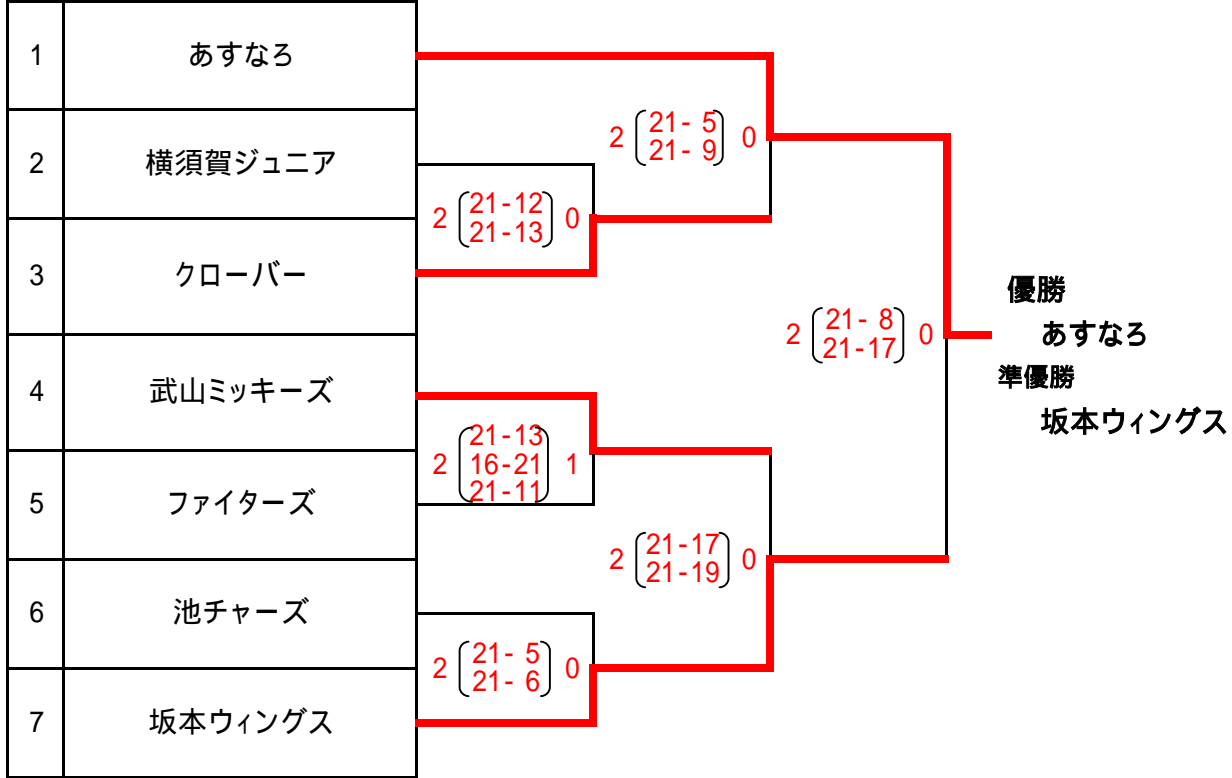 1 あすなろ
2 横須賀ジュニア
3 クローバー
4 武山ミッキーズ
5 ファイターズ
6 池チャーズ
7 坂本ウィングス
2 21-12 0
21-13
2 21-13 1
16-21
21-11
2 21- 5 0
21- 6
2 21- 5 0
21- 9
2 21-17 0
21-19
2 21- 8 0
21-17
優勝
あすなろ
準優勝
坂本ウィングス